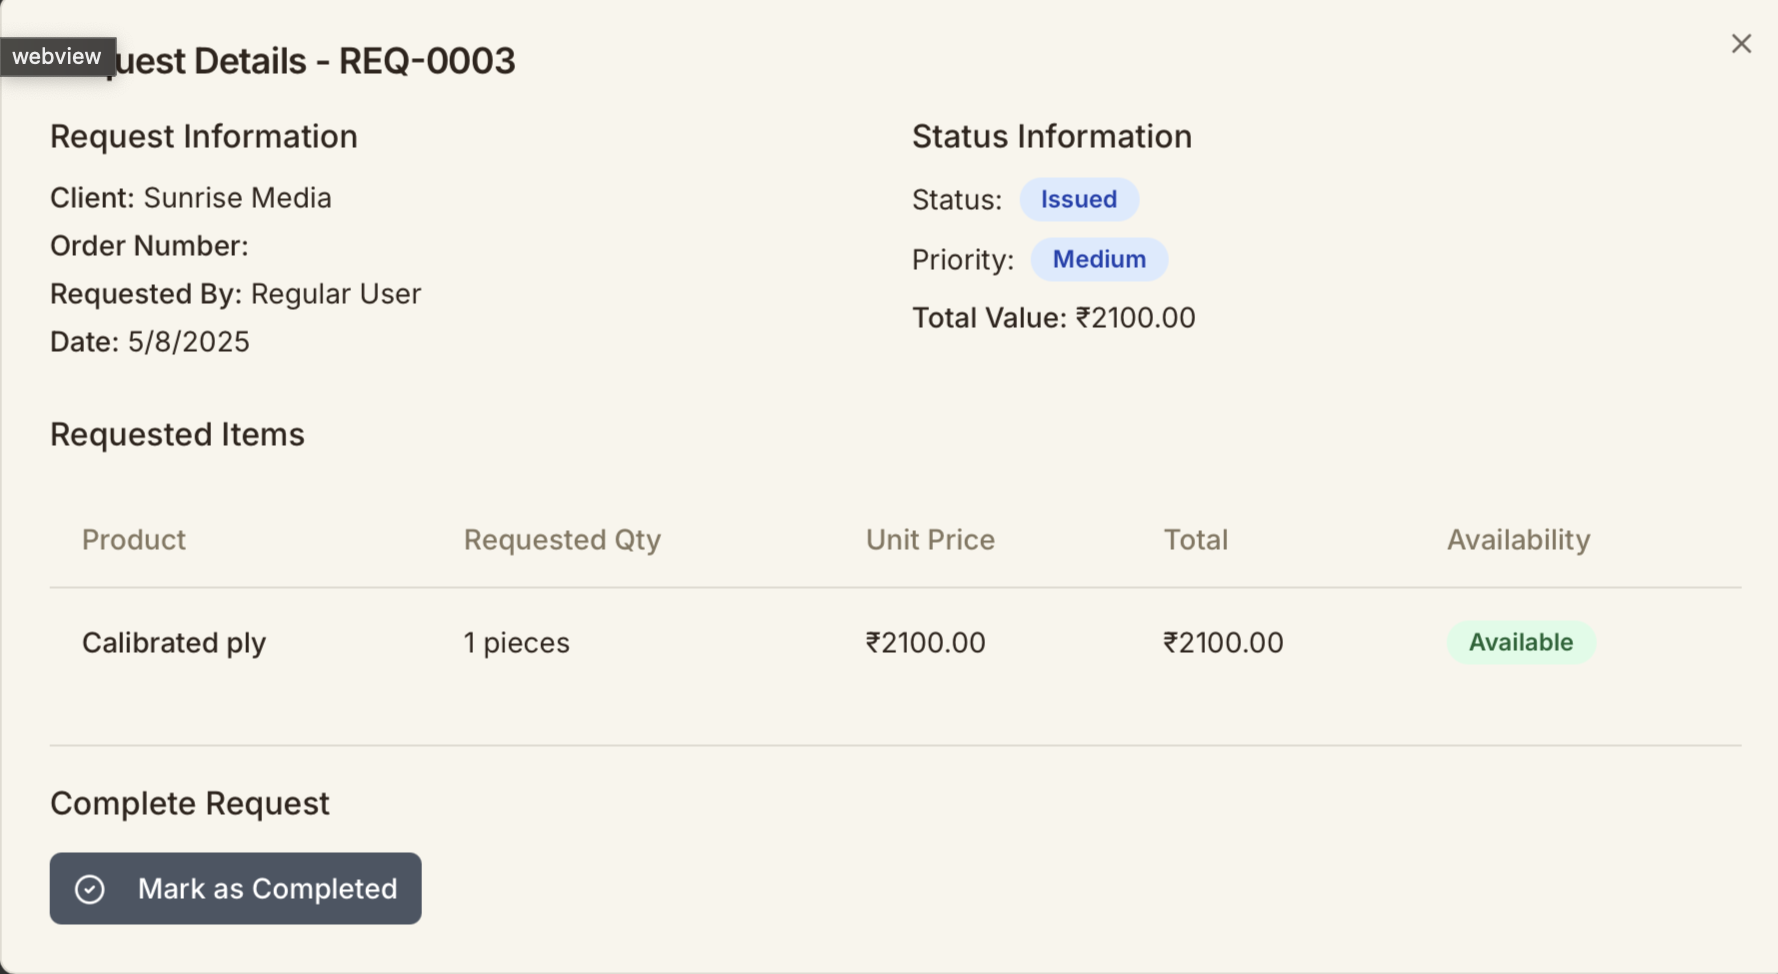 webview
uest Details - REQ-0003
Request Information
Client: Sunrise Media
Order Number:
Requested By: Regular User
Date: 5/8/2025
Status Information
Status: Issued
Priority: Medium
Total Value: ₹2100.00
Requested Items
Product Requested Qty Unit Price Total Availability
Calibrated ply 1 pieces ₹2100.00 ₹2100.00 Available
Complete Request
Mark as Completed